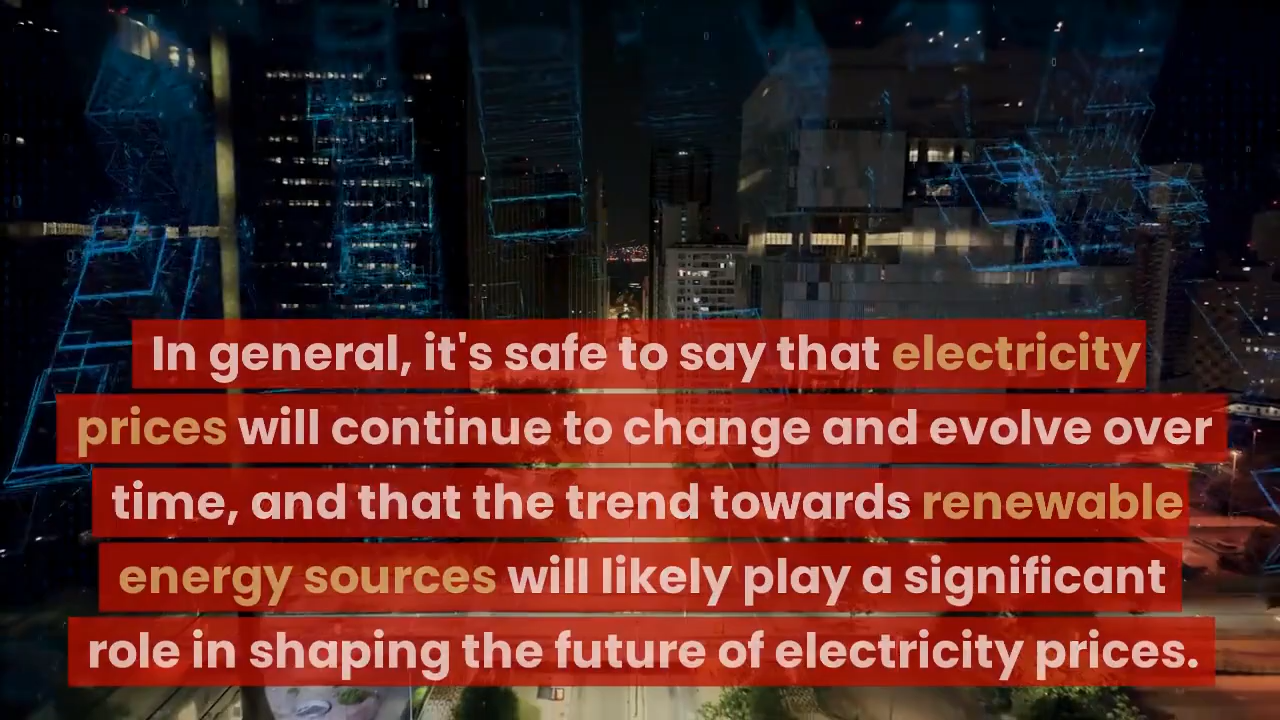 In general, it's safe to say that electricity
prices will continue to change and evolve over
time, and that the trend towards renewable
energy sources will likely play a significant
role in shaping the future of electricity prices.